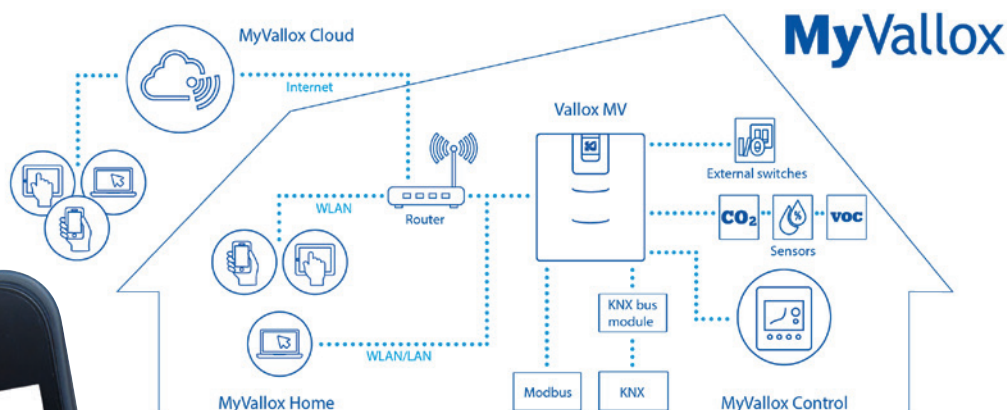 MyVallox
MyVallox Cloud
Internet
Vallox MV
External switches
WLAN
Router
CO₂
%
VOC
Sensors
KNX bus
module
WLAN/LAN
Modbus
KNX
MyVallox Home
MyVallox Control